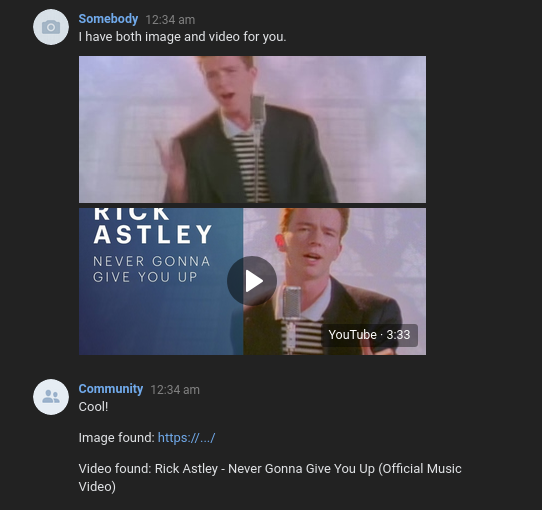 Somebody 12:34 am
I have both image and video for you.
RICK
ASTLEY
NEVER GONNA
GIVE YOU UP
YouTube · 3:33
Community 12:34 am
Cool!
Image found: https://.../
Video found: Rick Astley - Never Gonna Give You Up (Official Music
Video)